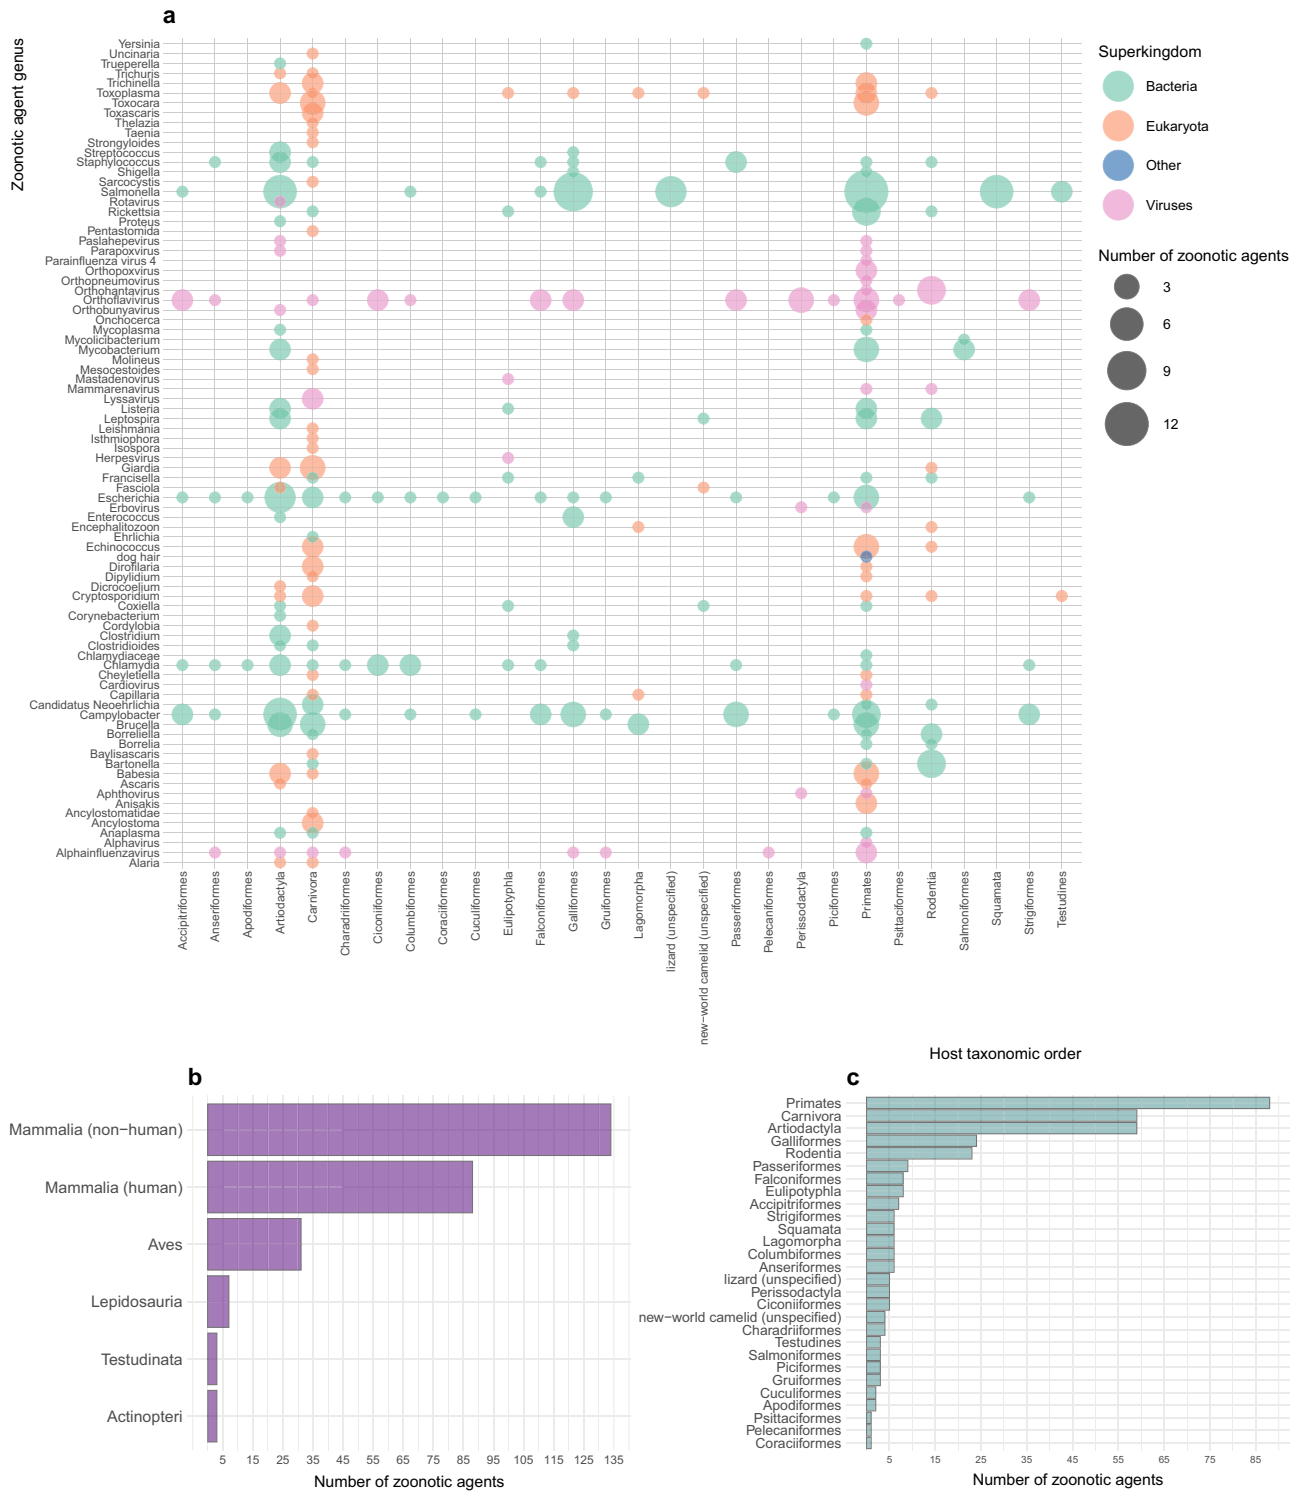 a
Zoonotic agent genus
Yersinia
Uncinaria
Trueperella
Trichuris
Trichinella
Toxoplasma
Toxocara
Toxascaris
Thelazia
Taenia
Strongyloides
Streptococcus
Staphylococcus
Shigella
Sarcocystis
Salmonella
Rotavirus
Rickettsia
Proteus
Pentastomida
Paslahepevirus
Parapoxvirus
Parainfluenza virus 4
Orthopoxvirus
Orthopneumovirus
Orthohantavirus
Orthoflavivirus
Orthobunyavirus
Onchocerca
Mycoplasma
Mycolicibacterium
Mycobacterium
Molineus
Mesocestoides
Mastadenovirus
Mammarenavirus
Lyssavirus
Listeria
Leptospira
Leishmania
Isthmiophora
Isospora
Herpesvirus
Giardia
Francisella
Fasciola
Escherichia
Erbovirus
Enterococcus
Encephalitozoon
Ehrlichia
Echinococcus
dog hair
Dirofilaria
Dipylidium
Dicrocoelium
Cryptosporidium
Coxiella
Corynebacterium
Cordylobia
Clostridium
Clostridioides
Chlamydiaceae
Chlamydia
Cheyletiella
Cardiovirus
Capillaria
Candidatus Neoehrlichia
Campylobacter
Brucella
Borreliella
Borrelia
Baylisascaris
Bartonella
Babesia
Ascaris
Aphthovirus
Anisakis
Ancylostomatidae
Ancylostoma
Anaplasma
Alphavirus
Alphainfluenzavirus
Alaria
Accipitriformes
Anseriformes
Apodiformes
Artiodactyla
Carnivora
Charadriiformes
Ciconiiformes
Columbiformes
Coraciiformes
Cuculiformes
Eulipotyphla
Falconiformes
Galliformes
Gruiformes
Lagomorpha
lizard (unspecified)
new−world camelid (unspecified)
Passeriformes
Pelecaniformes
Perissodactyla
Piciformes
Primates
Psittaciformes
Rodentia
Salmoniformes
Squamata
Strigiformes
Testudines
Host taxonomic order
Superkingdom
Bacteria
Eukaryota
Other
Viruses
Number of zoonotic agents
3
6
9
12
b
Mammalia (non−human)
Mammalia (human)
Aves
Lepidosauria
Testudinata
Actinopteri
5 15 25 35 45 55 65 75 85 95 105 115 125 135
Number of zoonotic agents
c
Primates
Carnivora
Artiodactyla
Galliformes
Rodentia
Passeriformes
Falconiformes
Eulipotyphla
Accipitriformes
Strigiformes
Squamata
Lagomorpha
Columbiformes
Anseriformes
lizard (unspecified)
Perissodactyla
Ciconiiformes
new−world camelid (unspecified)
Charadriiformes
Testudines
Salmoniformes
Piciformes
Gruiformes
Cuculiformes
Apodiformes
Psittaciformes
Pelecaniformes
Coraciiformes
5 15 25 35 45 55 65 75 85
Number of zoonotic agents